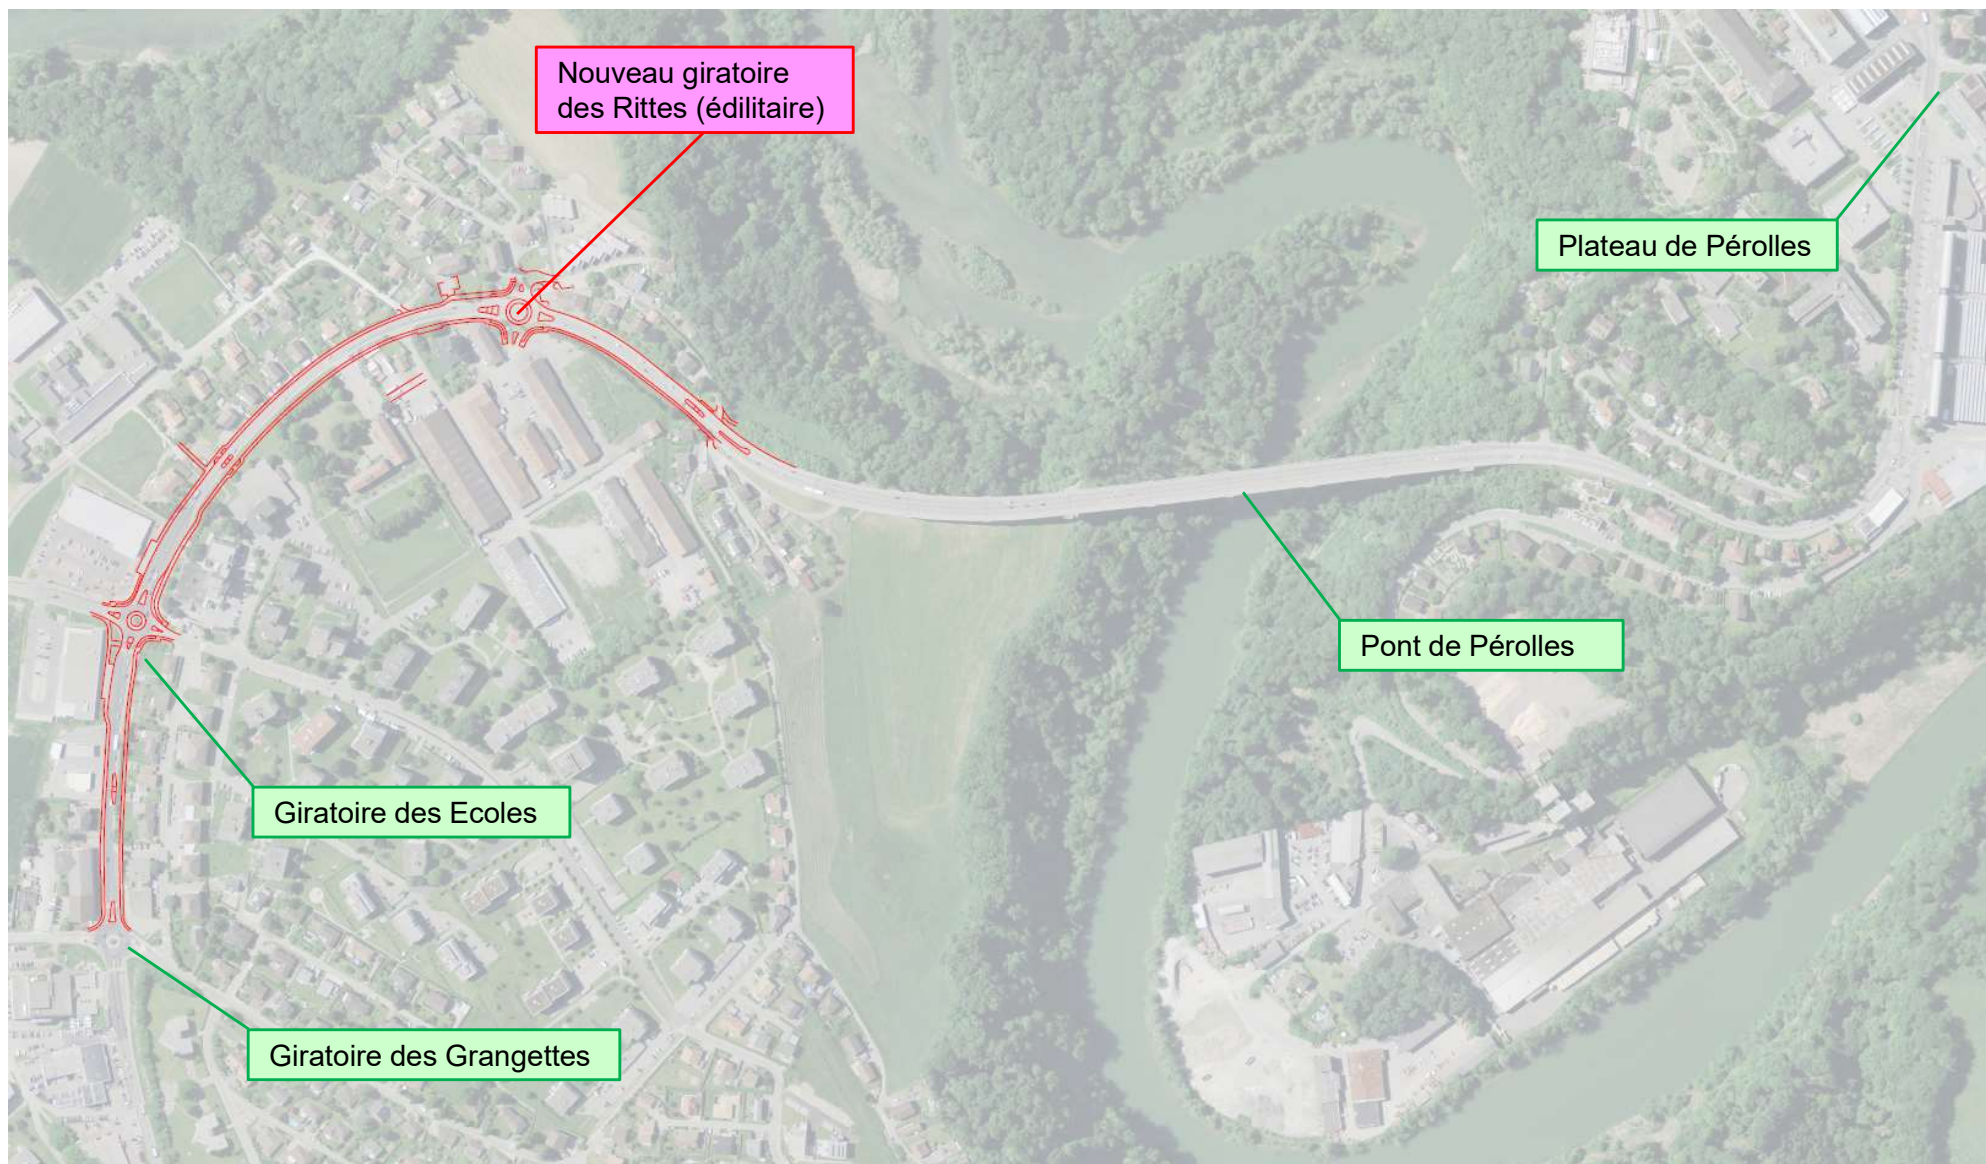 Nouveau giratoire
des Rittes (édilitaire)
Plateau de Pérolles
Pont de Pérolles
Giratoire des Ecoles
Giratoire des Grangettes